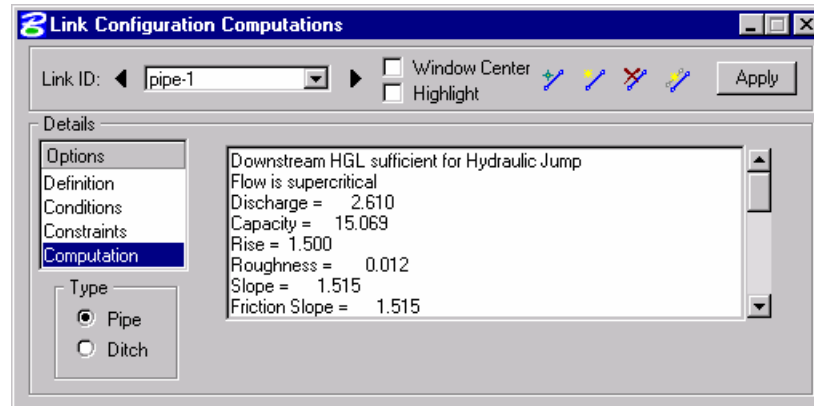 Link Configuration Computations
Link ID: pipe-1 Window Center Apply
Highlight
Details
Options
Definition
Conditions
Constraints
Computation
Type
Pipe
Ditch
Downstream HGL sufficient for Hydraulic Jump
Flow is supercritical
Discharge = 2.610
Capacity = 15.069
Rise = 1.500
Roughness = 0.012
Slope = 1.515
Friction Slope = 1.515